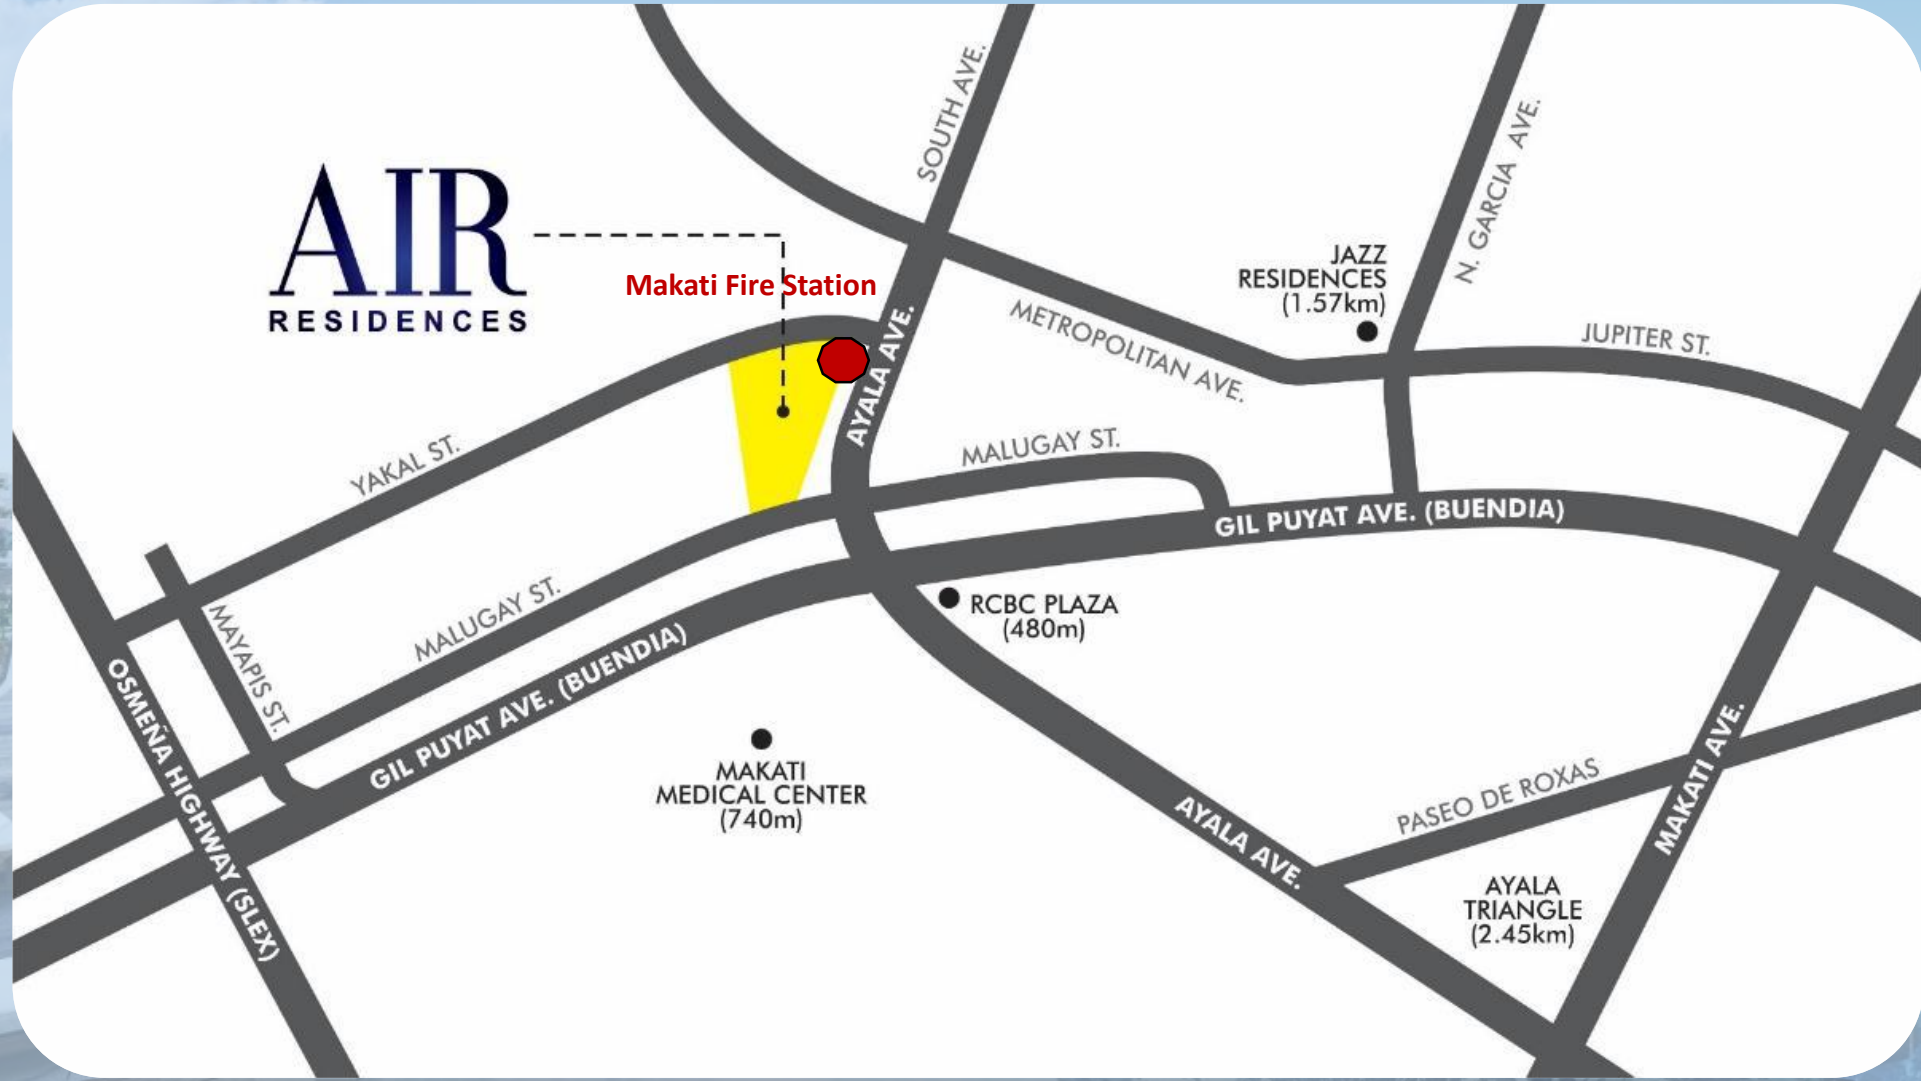 SOUTH AVE.
N. GARCIA AVE.
AIR
RESIDENCES
Makati Fire Station
JAZZ
RESIDENCES
(1.57km)
METROPOLITAN AVE.
JUPITER ST.
AYALA AVE.
YAKAL ST.
MALUGAY ST.
GIL PUYAT AVE. (BUENDIA)
RCBC PLAZA
(480m)
MAYAPIS ST.
MALUGAY ST.
GIL PUYAT AVE. (BUENDIA)
OSMEÑA HIGHWAY (SLEX)
MAKATI
MEDICAL CENTER
(740m)
AYALA AVE.
PASEO DE ROXAS
MAKATI AVE.
AYALA
TRIANGLE
(2.45km)